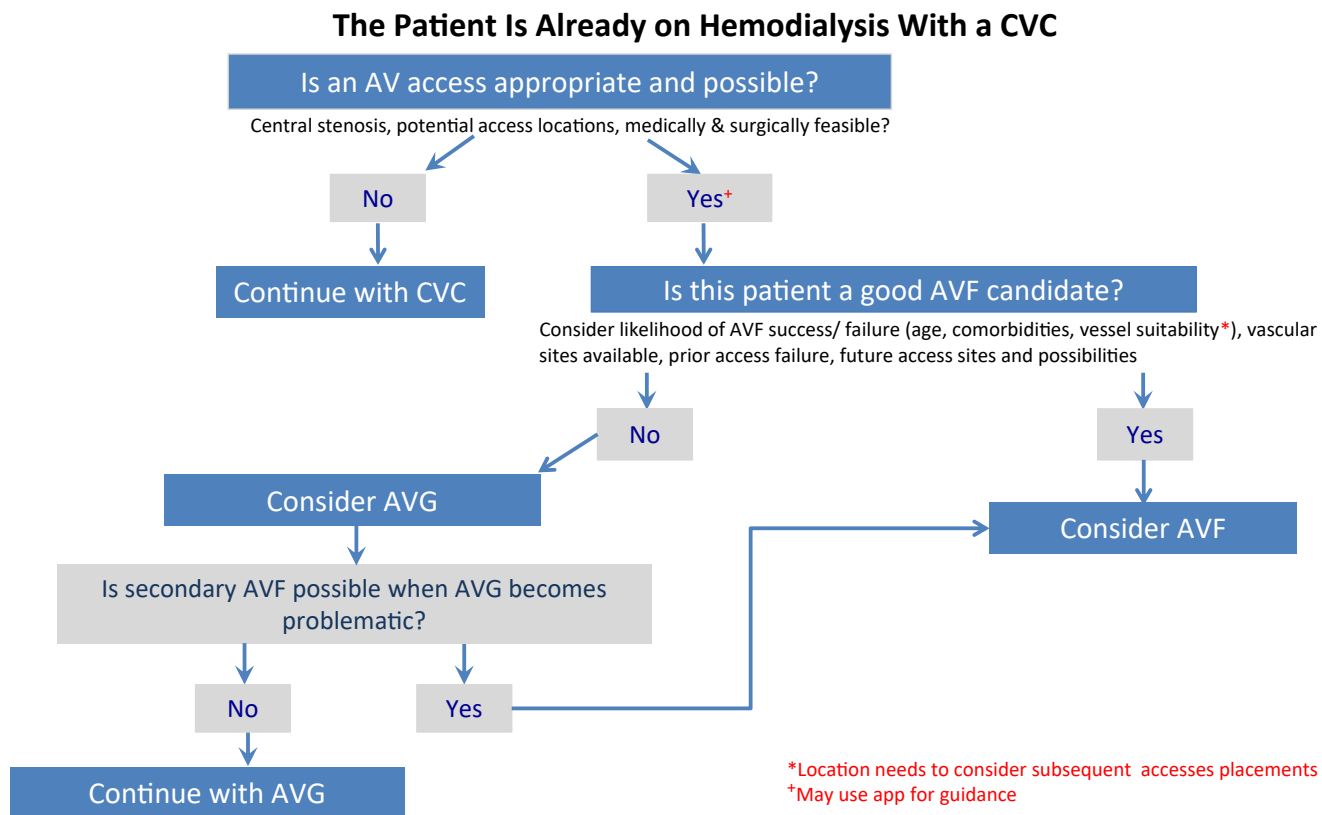 The Patient Is Already on Hemodialysis With a CVC
Is an AV access appropriate and possible?
Central stenosis, potential access locations, medically & surgically feasible?
No
Yes+
Continue with CVC
Is this patient a good AVF candidate?
Consider likelihood of AVF success/ failure (age, comorbidities, vessel suitability*), vascular
sites available, prior access failure, future access sites and possibilities
No
Yes
Consider AVG
Consider AVF
Is secondary AVF possible when AVG becomes
problematic?
No
Yes
Continue with AVG
*Location needs to consider subsequent accesses placements
+May use app for guidance